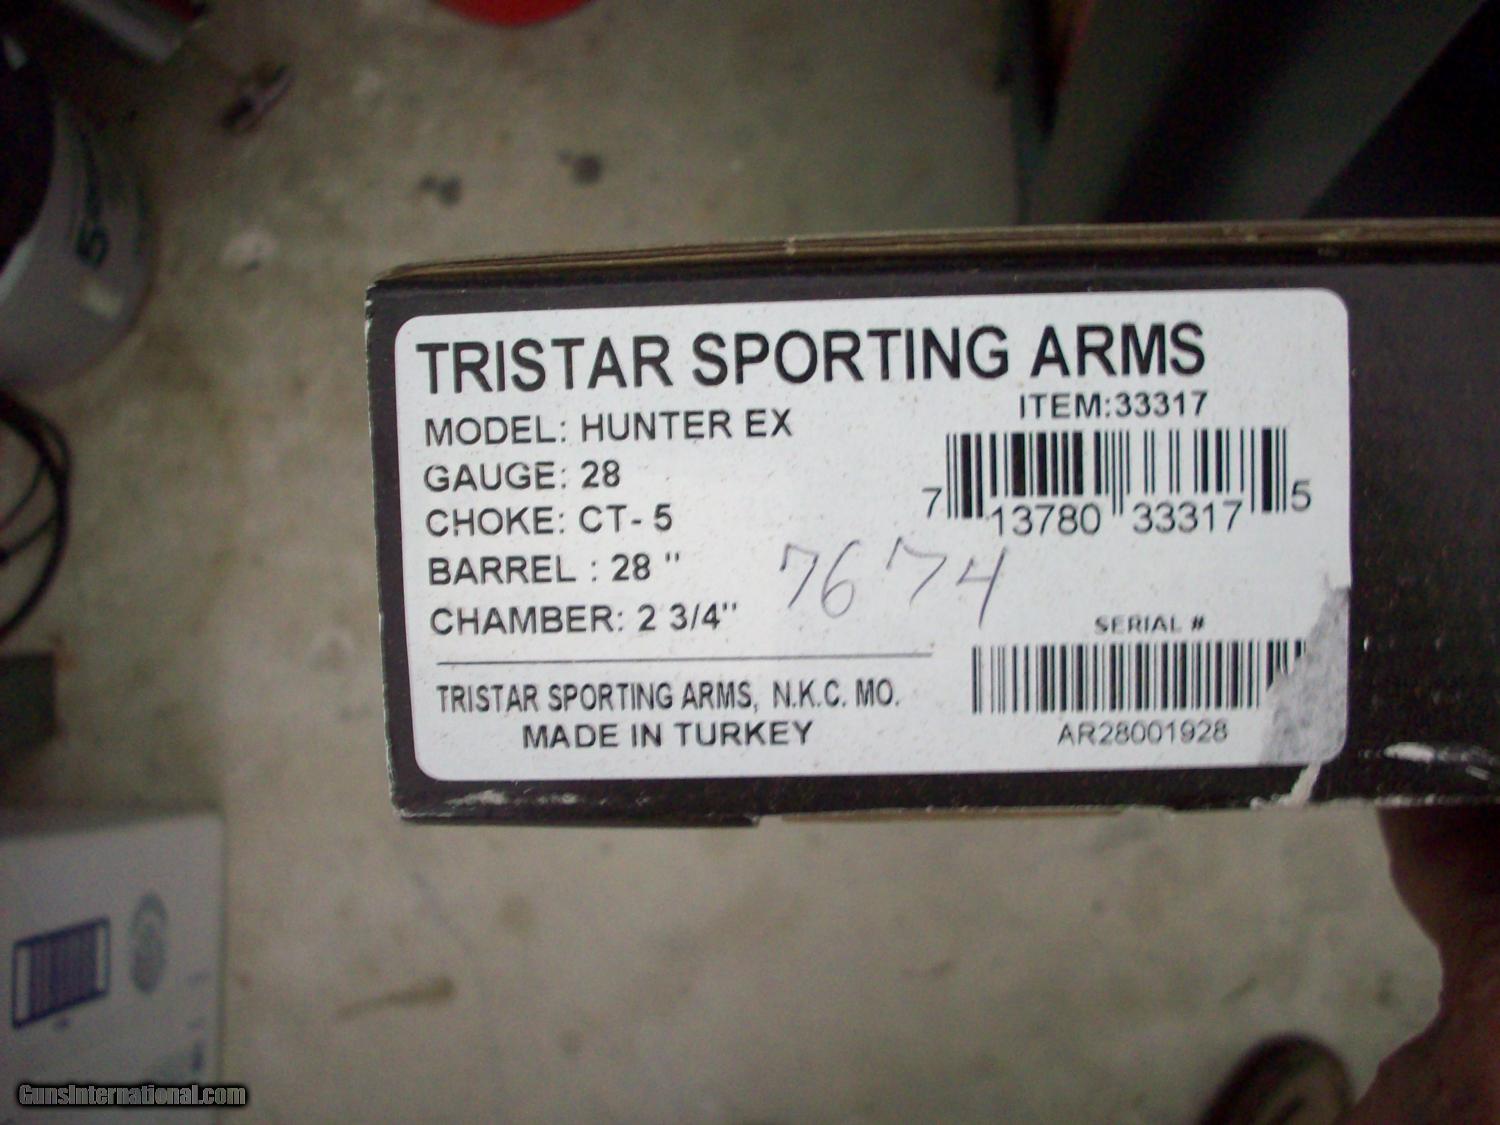 TRISTAR SPORTING ARMS
MODEL: HUNTER EX
GAUGE: 28
CHOKE: CT- 5
BARREL : 28 "
CHAMBER: 2 3/4"
ITEM:33317
7 13780 33317 5
7674
SERIAL #
AR28001928
TRISTAR SPORTING ARMS, N.K.C. MO.
MADE IN TURKEY
5
GunsInternational.com